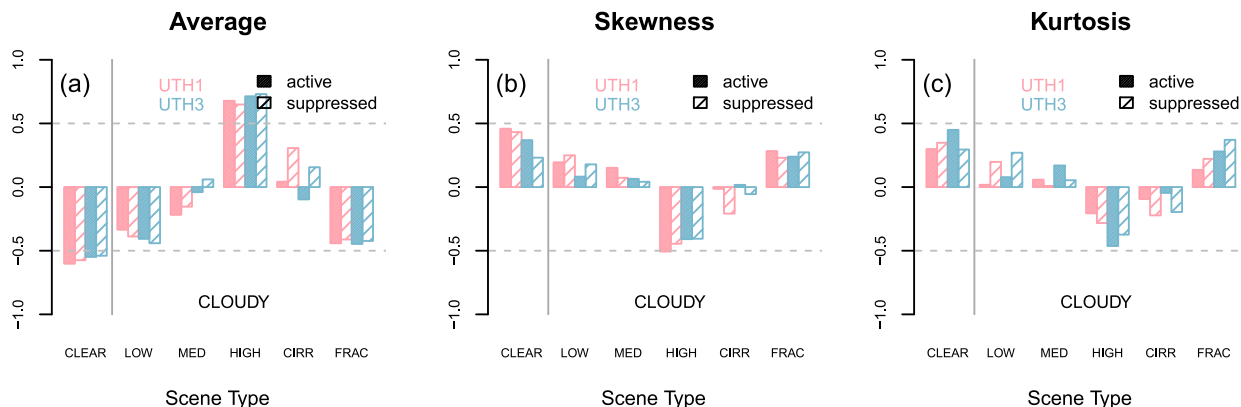 Average
1.0
0.5
0.0
−0.5
−1.0
(a)
UTH1
UTH3
active
suppressed
CLOUDY
CLEAR LOW MED HIGH CIRR FRAC
Scene Type
Skewness
1.0
0.5
0.0
−0.5
−1.0
(b)
UTH1
UTH3
active
suppressed
CLOUDY
CLEAR LOW MED HIGH CIRR FRAC
Scene Type
Kurtosis
1.0
0.5
0.0
−0.5
−1.0
(c)
UTH1
UTH3
active
suppressed
CLOUDY
CLEAR LOW MED HIGH CIRR FRAC
Scene Type